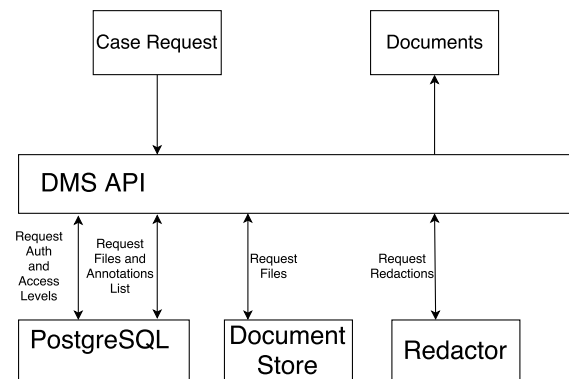 Case Request
Documents
DMS API
Request
Auth
and
Access
Levels
Request
Files and
Annotations
List
Request
Files
Request
Redactions
PostgreSQL
Document
Store
Redactor